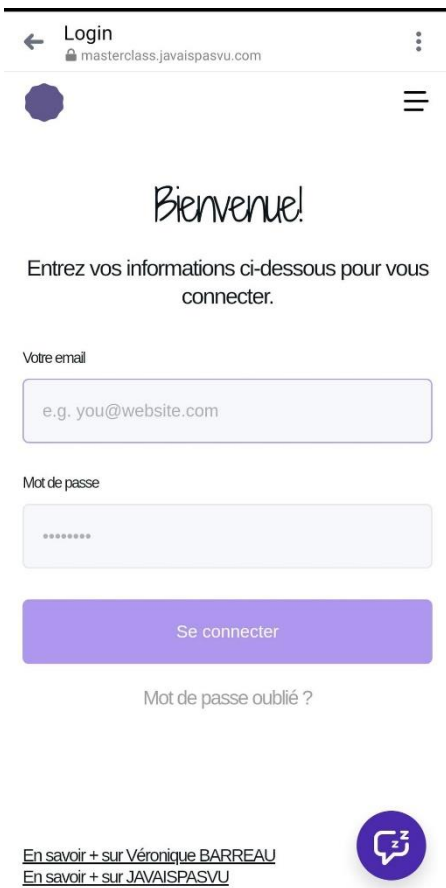 Login
masterclass.javaispasvu.com
Bienvenue!
Entrez vos informations ci-dessous pour vous
connecter.
Votre email
e.g. you@website.com
Mot de passe
••••••••
Se connecter
Mot de passe oublié ?
z z
En savoir + sur Véronique BARREAU
En savoir + sur JAVAISPASVU